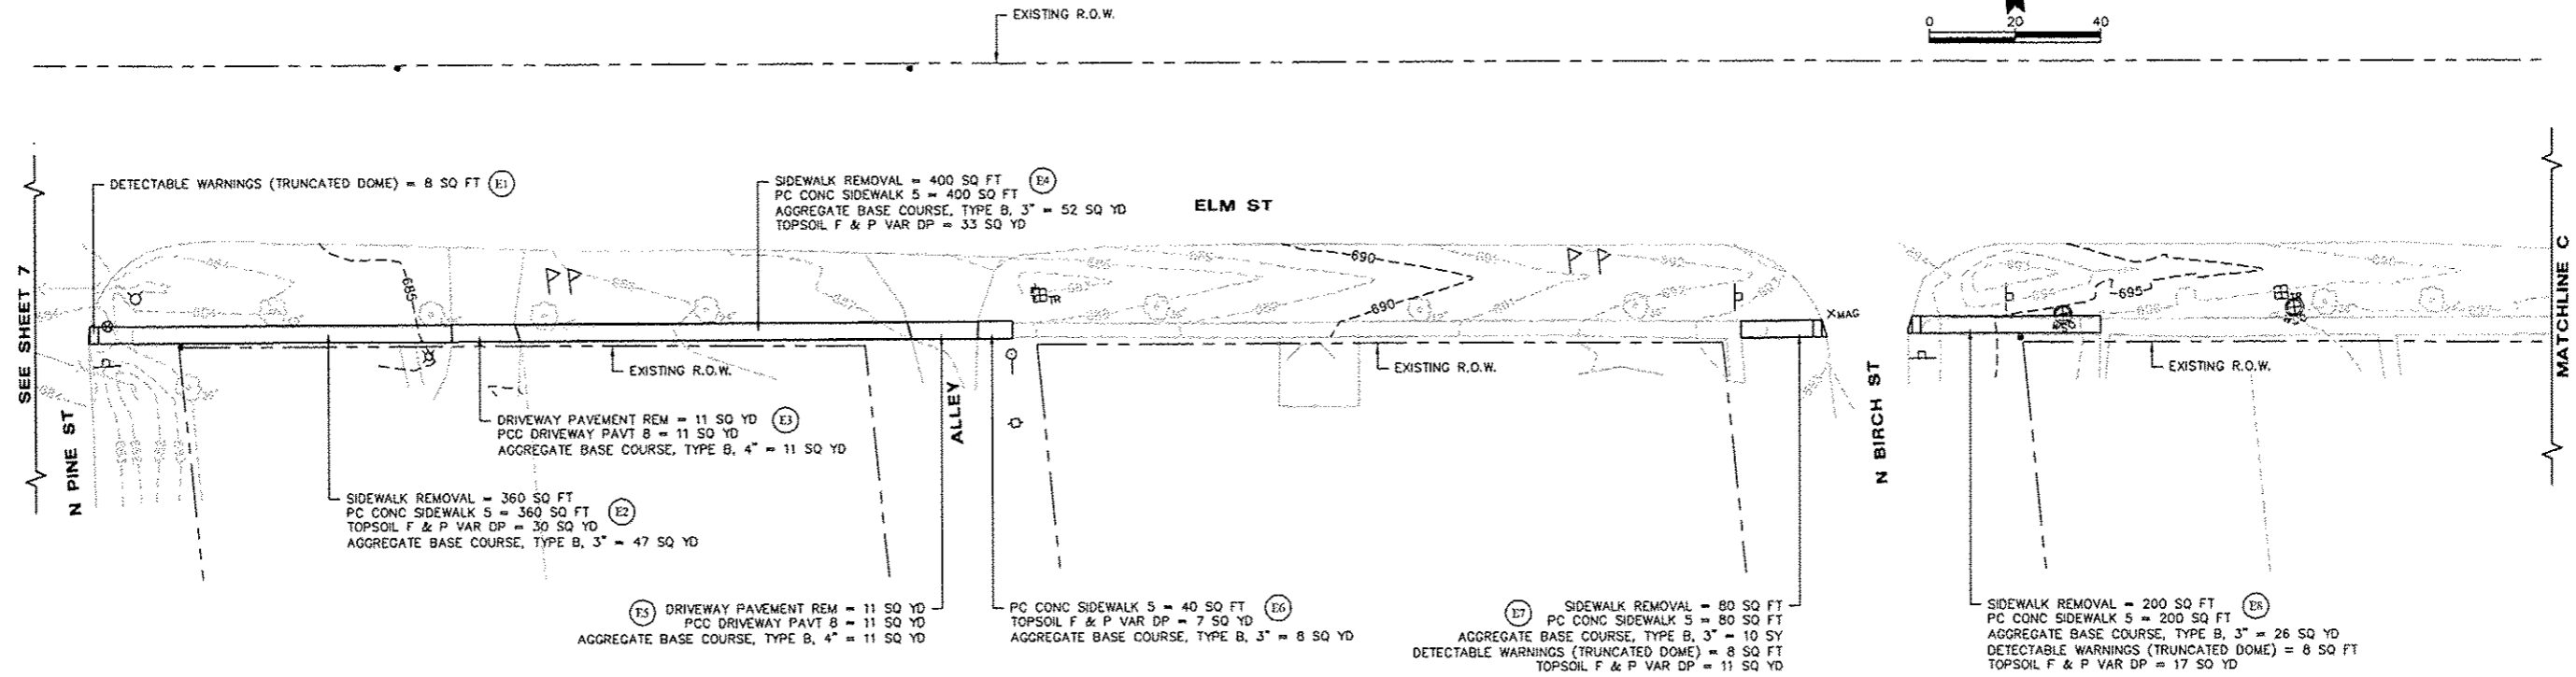 EXISTING R.O.W.
0 20 40
DETECTABLE WARNINGS (TRUNCATED DOME) = 8 SQ FT E1
SIDEWALK REMOVAL = 400 SQ FT E4
PC CONC SIDEWALK 5 = 400 SQ FT
AGGREGATE BASE COURSE, TYPE B, 3" = 52 SQ YD
TOPSOIL F & P VAR DP = 33 SQ YD
ELM ST
SEE SHEET 7
MATCHLINE C
685
690
690
695
TR
XMAG
EXISTING R.O.W.
EXISTING R.O.W.
EXISTING R.O.W.
N PINE ST
ALLEY
N BIRCH ST
DRIVEWAY PAVEMENT REM = 11 SQ YD E3
PCC DRIVEWAY PAVT 8 = 11 SQ YD
AGGREGATE BASE COURSE, TYPE B, 4" = 11 SQ YD
SIDEWALK REMOVAL = 360 SQ FT
PC CONC SIDEWALK 5 = 360 SQ FT E2
TOPSOIL F & P VAR DP = 30 SQ YD
AGGREGATE BASE COURSE, TYPE B, 3" = 47 SQ YD
E5 DRIVEWAY PAVEMENT REM = 11 SQ YD
PCC DRIVEWAY PAVT 8 = 11 SQ YD
AGGREGATE BASE COURSE, TYPE B, 4" = 11 SQ YD
PC CONC SIDEWALK 5 = 40 SQ FT E6
TOPSOIL F & P VAR DP = 7 SQ YD
AGGREGATE BASE COURSE, TYPE B, 3" = 8 SQ YD
SIDEWALK REMOVAL = 80 SQ FT
E7 PC CONC SIDEWALK 5 = 80 SQ FT
AGGREGATE BASE COURSE, TYPE B, 3" = 10 SY
DETECTABLE WARNINGS (TRUNCATED DOME) = 8 SQ FT
TOPSOIL F & P VAR DP = 11 SQ YD
SIDEWALK REMOVAL = 200 SQ FT E8
PC CONC SIDEWALK 5 = 200 SQ FT
AGGREGATE BASE COURSE, TYPE B, 3" = 26 SQ YD
DETECTABLE WARNINGS (TRUNCATED DOME) = 8 SQ FT
TOPSOIL F & P VAR DP = 17 SQ YD